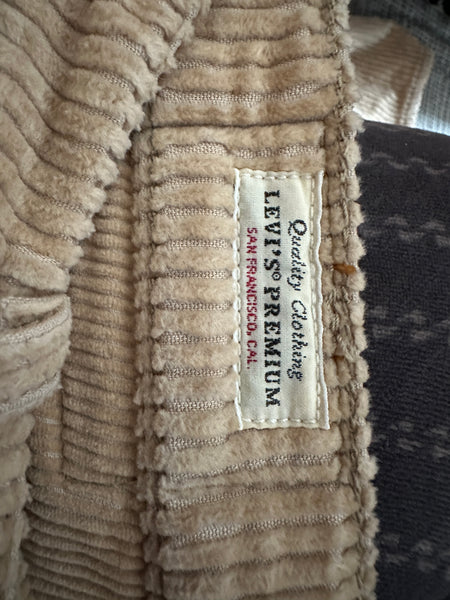 Quality Clothing
LEVI'S® PREMIUM
SAN FRANCISCO, CAL.